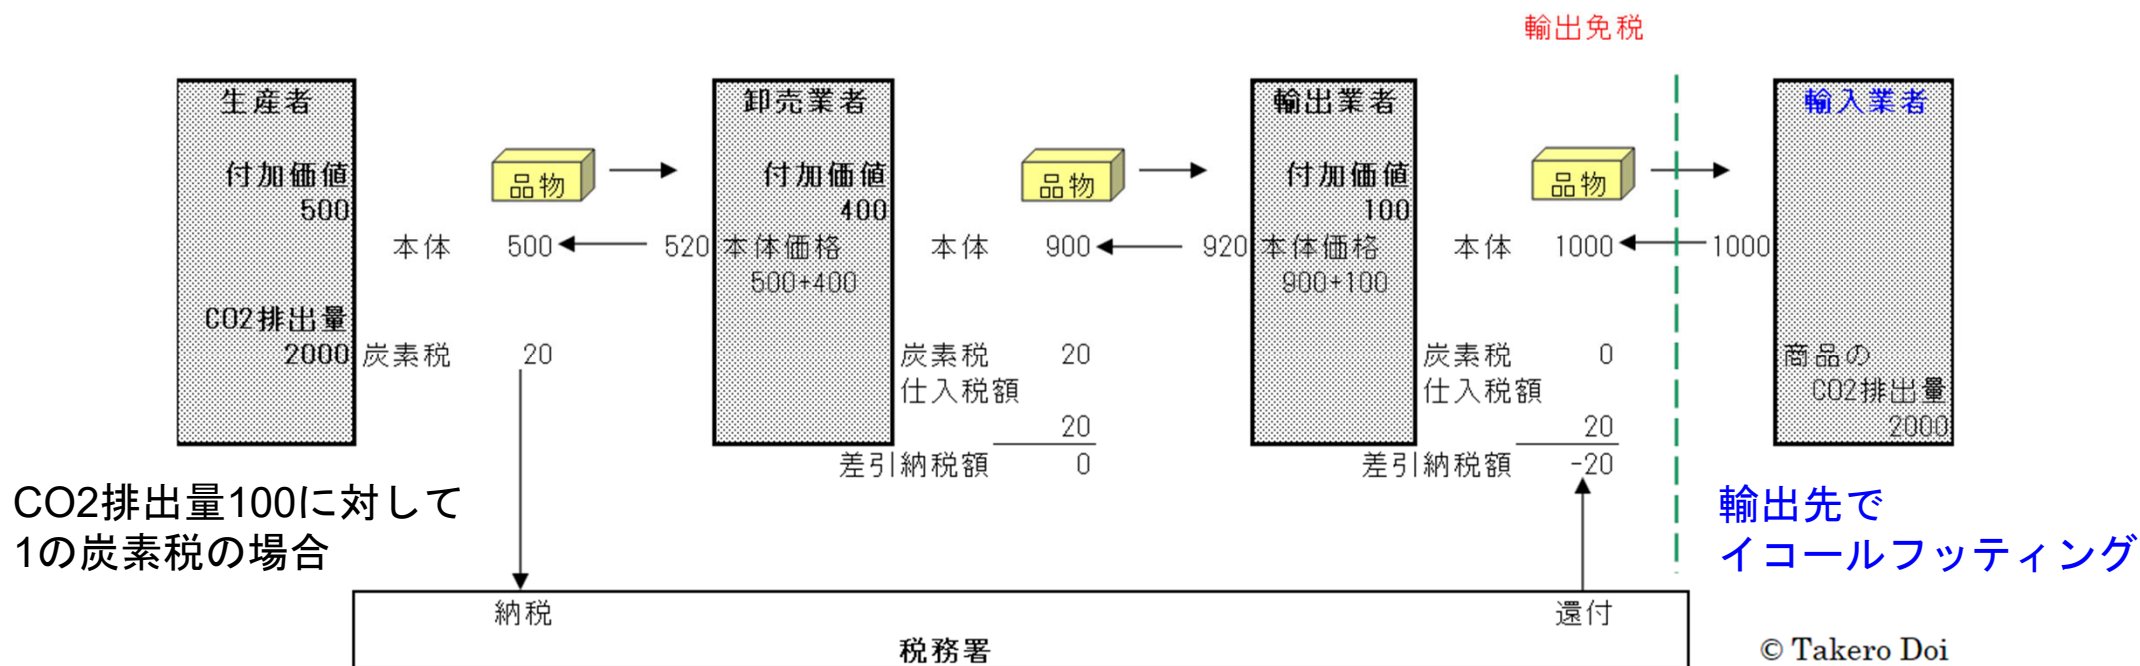 輸出免税
生産者
付加価値
500
CO2排出量
2000
本体 500
炭素税 20
品物
520
卸売業者
付加価値
400
本体価格
500+400
本体 900
炭素税 20
仕入税額
20
差引納税額 0
品物
920
輸出業者
付加価値
100
本体価格
900+100
本体 1000
炭素税 0
仕入税額
20
差引納税額 -20
品物
1000
輸入業者
商品の
CO2排出量
2000
CO2排出量100に対して
1の炭素税の場合
輸出先で
イコールフッティング
納税
還付
税務署
© Takero Doi